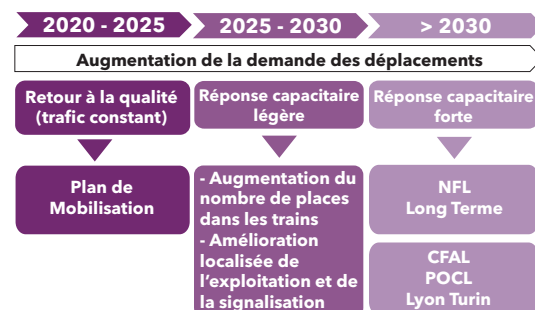 2020 - 2025
2025 - 2030
> 2030
Augmentation de la demande des déplacements
Retour à la qualité
(trafic constant)
Réponse capacitaire
légère
Réponse capacitaire
forte
Plan de
Mobilisation
- Augmentation du
nombre de places
dans les trains
- Amélioration
localisée de
l'exploitation et de
la signalisation
NFL
Long Terme
CFAL
POCL
Lyon Turin